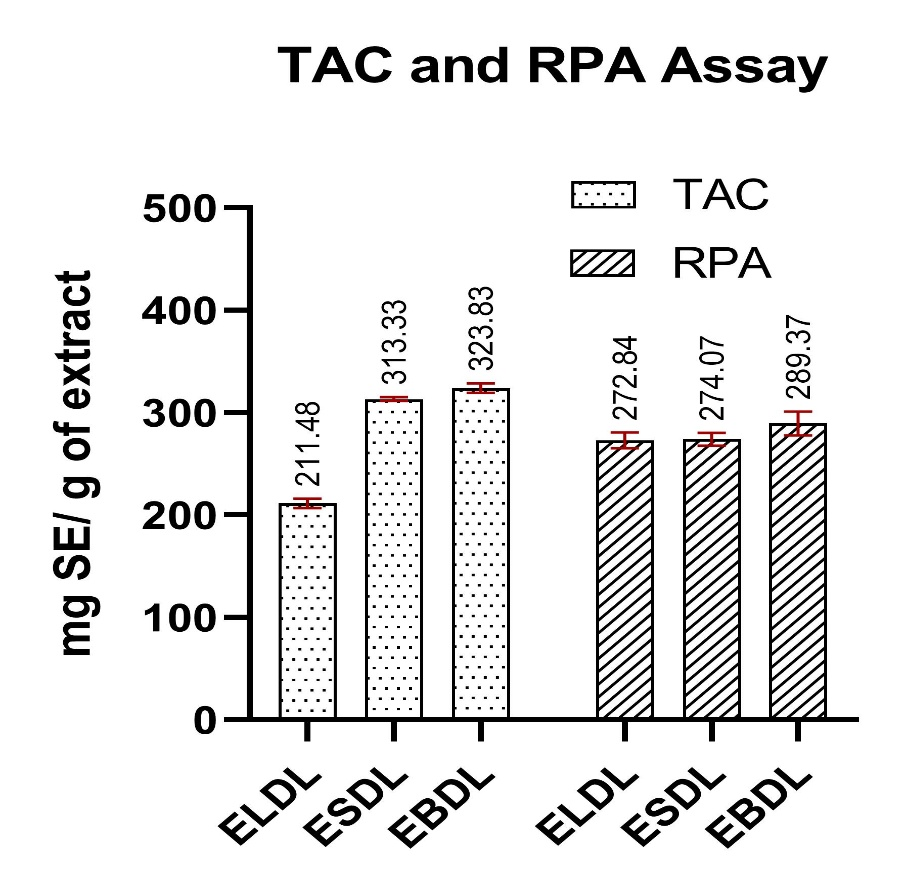 TAC and RPA Assay
TAC
RPA
mg SE/ g of extract
500
400
300
200
100
0
211.48
313.33
323.83
272.84
274.07
289.37
ELDL
ESDL
EBDL
ELDL
ESDL
EBDL